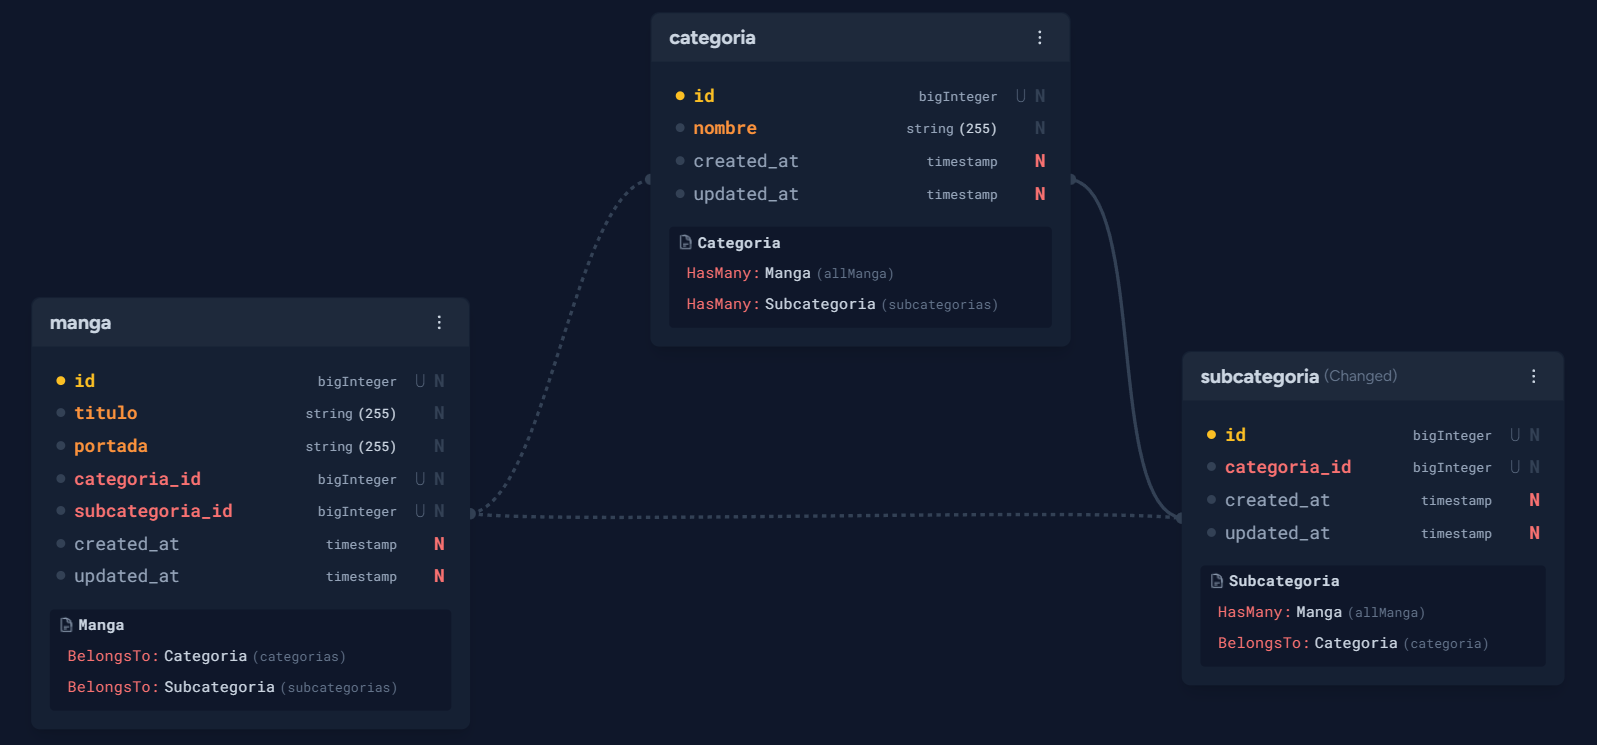 categoria
id bigInteger U N
nombre string (255) N
created_at timestamp N
updated_at timestamp N
Categoria
HasMany: Manga (allManga)
HasMany: Subcategoria (subcategorias)
manga
id bigInteger U N
titulo string (255) N
portada string (255) N
categoria_id bigInteger U N
subcategoria_id bigInteger U N
created_at timestamp N
updated_at timestamp N
Manga
BelongsTo: Categoria (categorias)
BelongsTo: Subcategoria (subcategorias)
subcategoria (Changed)
id bigInteger U N
categoria_id bigInteger U N
created_at timestamp N
updated_at timestamp N
Subcategoria
HasMany: Manga (allManga)
BelongsTo: Categoria (categoria)